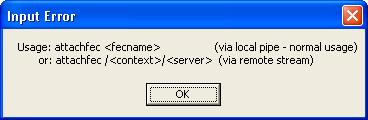 Input Error
Usage: attachfec <fecname> (via local pipe - normal usage)
or: attachfec /<context>/<server> (via remote stream)
OK